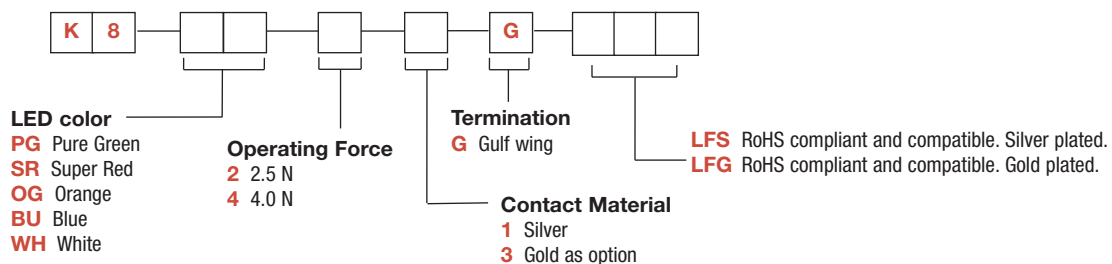 K 8 G
LED color
PG Pure Green
SR Super Red
OG Orange
BU Blue
WH White
Operating Force
2 2.5 N
4 4.0 N
Termination
G Gulf wing
Contact Material
1 Silver
3 Gold as option
LFS RoHS compliant and compatible. Silver plated.
LFG RoHS compliant and compatible. Gold plated.